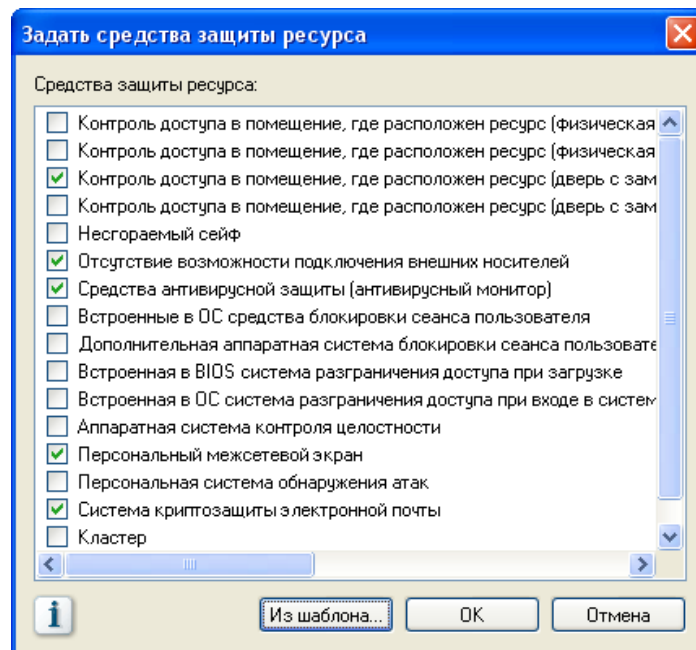 Задать средства защиты ресурса
Средства защиты ресурса:
Контроль доступа в помещение, где расположен ресурс (физическая
Контроль доступа в помещение, где расположен ресурс (физическая
Контроль доступа в помещение, где расположен ресурс (дверь с зам
Контроль доступа в помещение, где расположен ресурс (дверь с зам
Несгораемый сейф
Отсутствие возможности подключения внешних носителей
Средства антивирусной защиты (антивирусный монитор)
Встроенные в ОС средства блокировки сеанса пользователя
Дополнительная аппаратная система блокировки сеанса пользовате
Встроенная в BIOS система разграничения доступа при загрузке
Встроенная в ОС система разграничения доступа при входе в систем
Аппаратная система контроля целостности
Персональный межсетевой экран
Персональная система обнаружения атак
Система криптозащиты электронной почты
Кластер
Из шаблона... OK Отмена